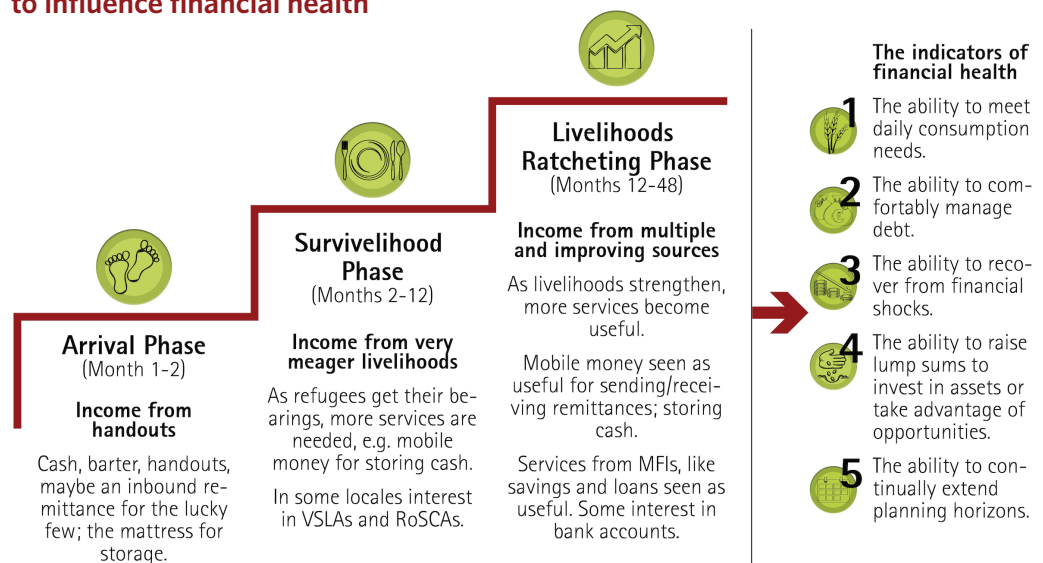 to influence financial health
Arrival Phase
(Month 1-2)
Income from
handouts
Cash, barter, handouts,
maybe an inbound re-
mittance for the lucky
few; the mattress for
storage.
Survivelihood
Phase
(Months 2-12)
Income from very
meager livelihoods
As refugees get their be-
arings, more services are
needed, e.g. mobile
money for storing cash.
In some locales interest
in VSLAs and RoSCAs.
Livelihoods
Ratcheting Phase
(Months 12-48)
Income from multiple
and improving sources
As livelihoods strengthen,
more services become
useful.
Mobile money seen as
useful for sending/recei-
ving remittances; storing
cash.
Services from MFIs, like
savings and loans seen as
useful. Some interest in
bank accounts.
The indicators of
financial health
1
The ability to meet
daily consumption
needs.
2
The ability to com-
fortably manage
debt.
3
The ability to reco-
ver from financial
shocks.
4
The ability to raise
lump sums to
invest in assets or
take advantage of
opportunities.
5
The ability to con-
tinually extend
planning horizons.